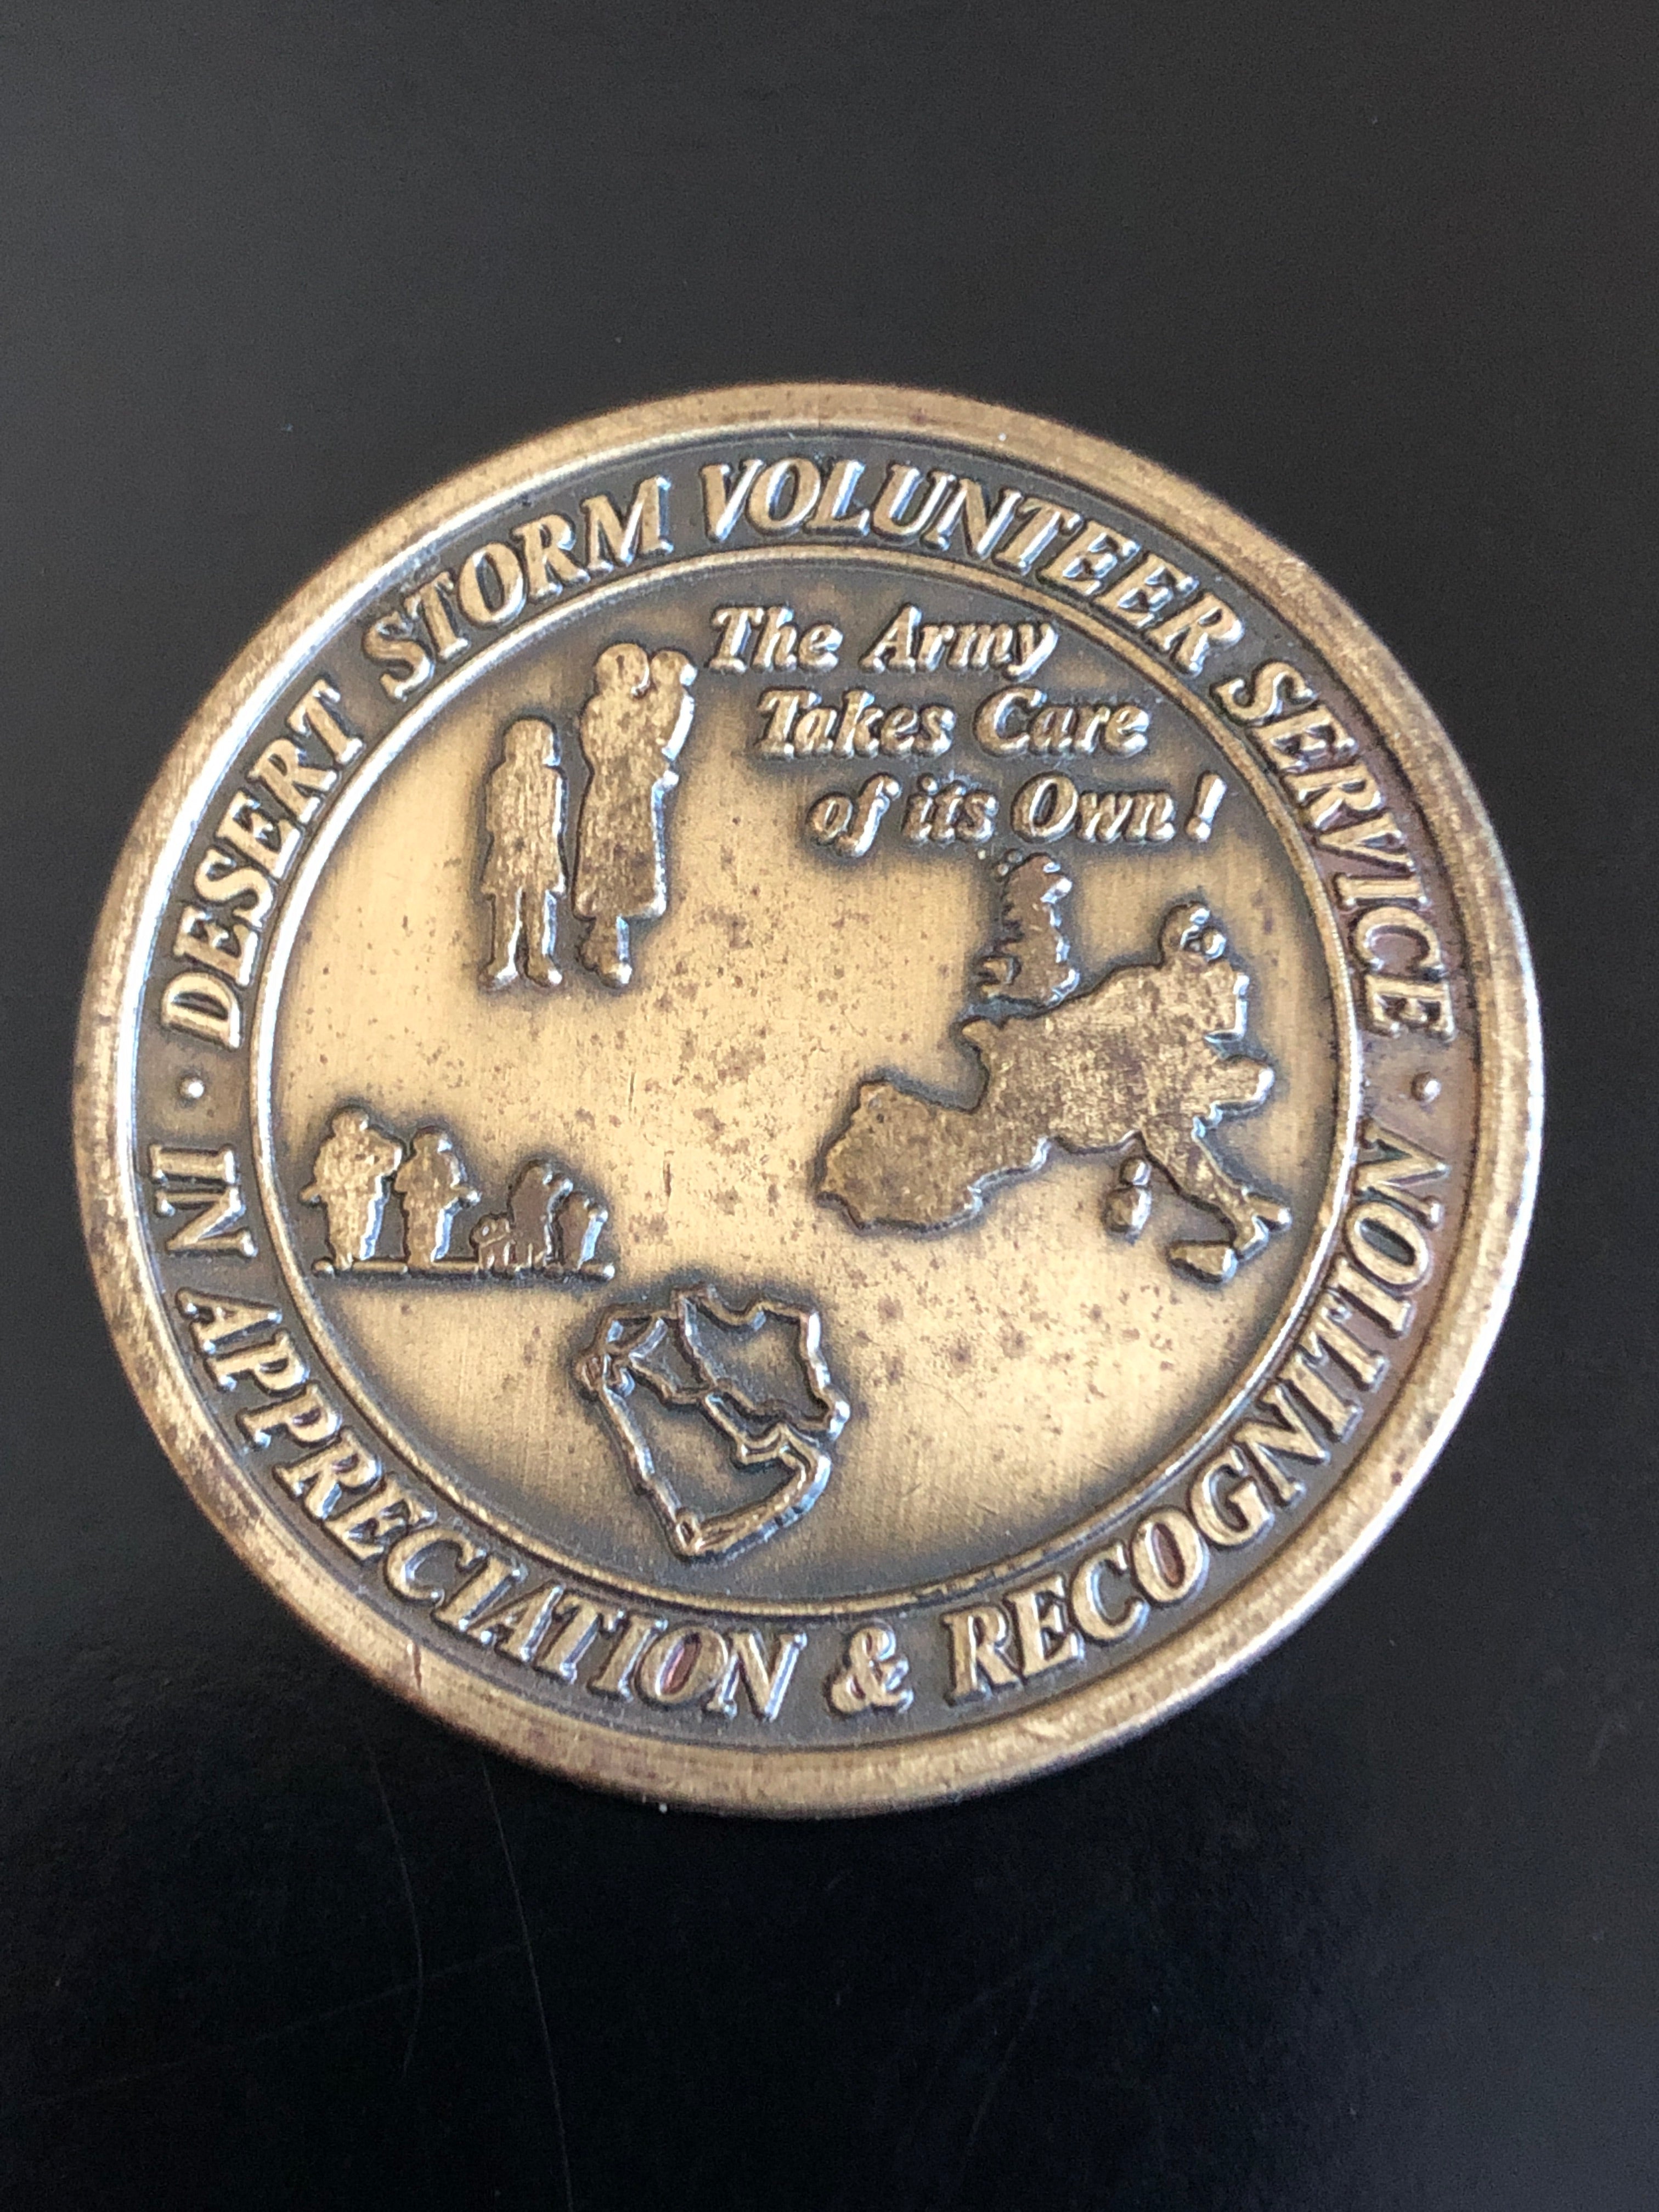 DESERT STORM VOLUNTEER SERVICE
The Army
Takes Care
of its Own!
IN APPRECIATION & RECOGNITION